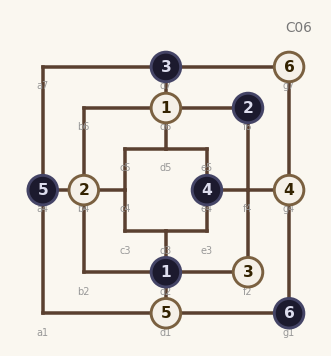 C06
3 6
a7 d7 g7
1 2
b6 d6 f6
c5 d5 e5
5 2 4 4
a4 b4 c4 e4 f4 g4
c3 d3 e3
1 3
b2 d2 f2
5 6
a1 d1 g1